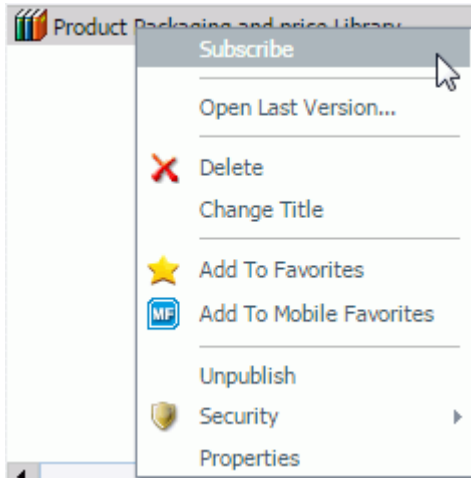 Product Packaging and price Library
Subscribe
Open Last Version...
Delete
Change Title
Add To Favorites
MF Add To Mobile Favorites
Unpublish
Security
Properties